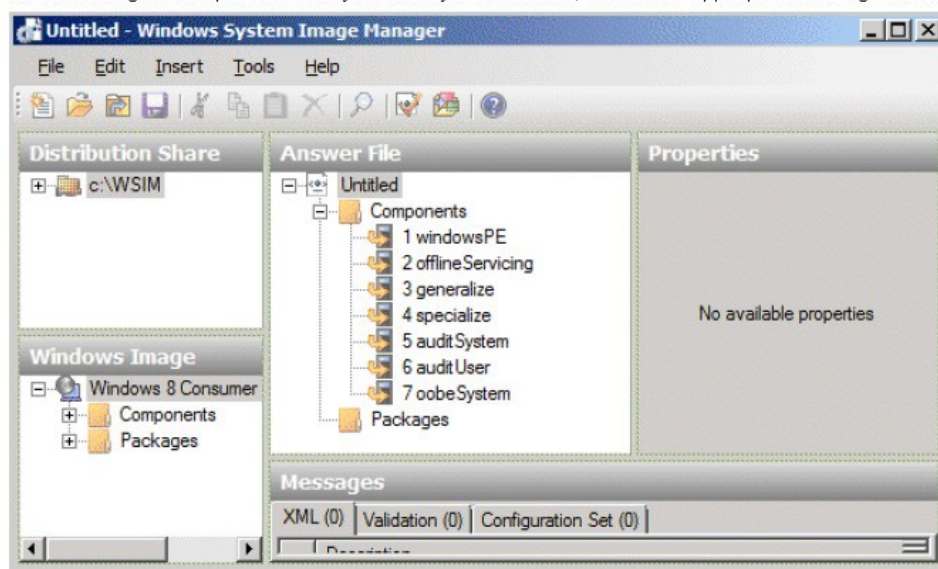 Untitled - Windows System Image Manager
File Edit Insert Tools Help
Distribution Share
c:\WSIM
Windows Image
Windows 8 Consumer
Components
Packages
Answer File
Untitled
Components
1 windowsPE
2 offlineServicing
3 generalize
4 specialize
5 auditSystem
6 auditUser
7 oobeSystem
Packages
Properties
No available properties
Messages
XML (0) Validation (0) Configuration Set (0)
Description